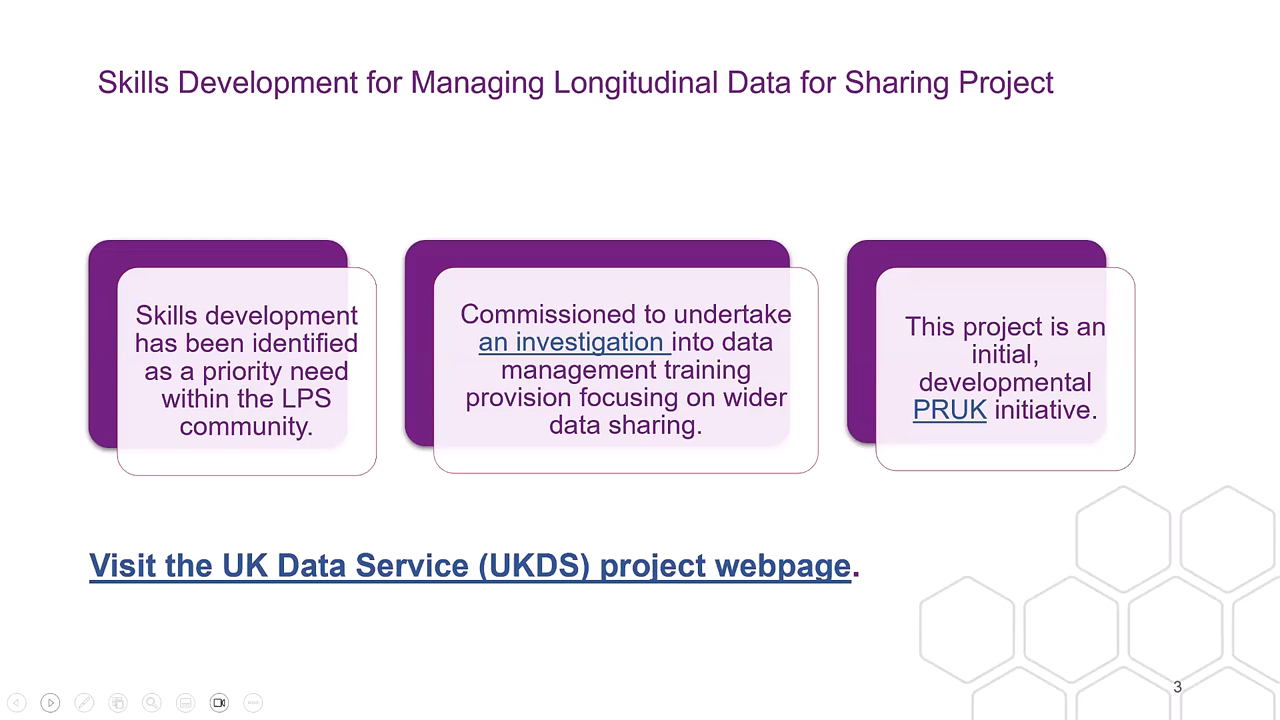 Skills Development for Managing Longitudinal Data for Sharing Project
Skills development
has been identified
as a priority need
within the LPS
community.
Commissioned to undertake
an investigation into data
management training
provision focusing on wider
data sharing.
This project is an
initial,
developmental
PRUK initiative.
Visit the UK Data Service (UKDS) project webpage.
3